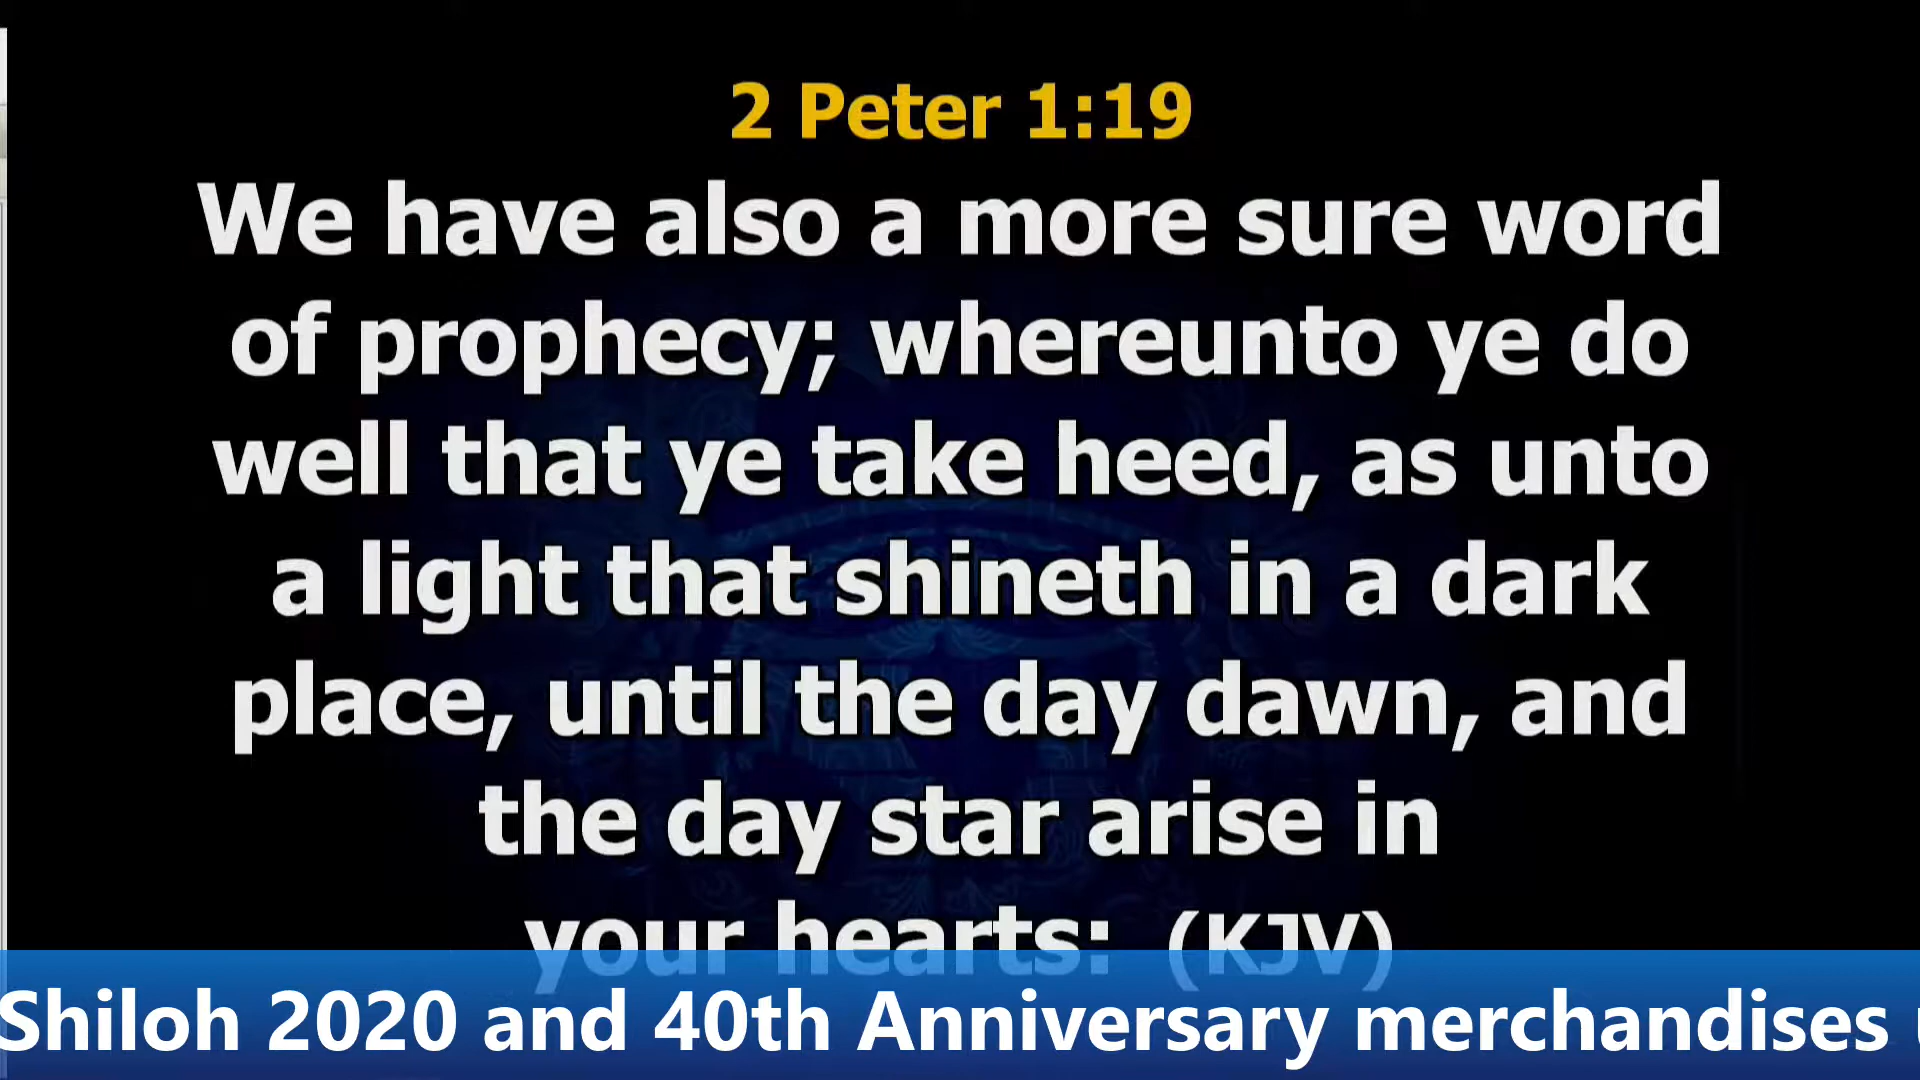 2 Peter 1:19
We have also a more sure word
of prophecy; whereunto ye do
well that ye take heed, as unto
a light that shineth in a dark
place, until the day dawn, and
the day star arise in
your hearts: (KJV)
Shiloh 2020 and 40th Anniversary merchandises